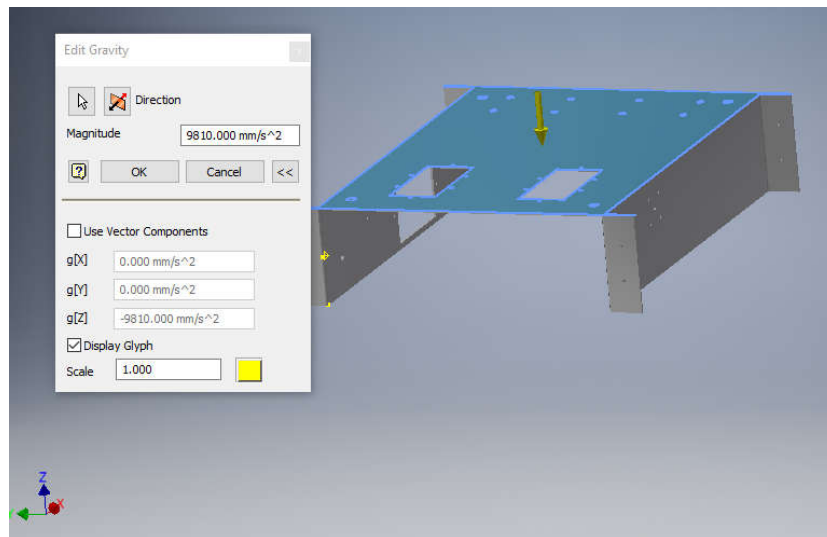 Edit Gravity
Direction
Magnitude 9810.000 mm/s^2
OK Cancel <<
Use Vector Components
g[X] 0.000 mm/s^2
g[Y] 0.000 mm/s^2
g[Z] -9810.000 mm/s^2
Display Glyph
Scale 1.000
Z
X